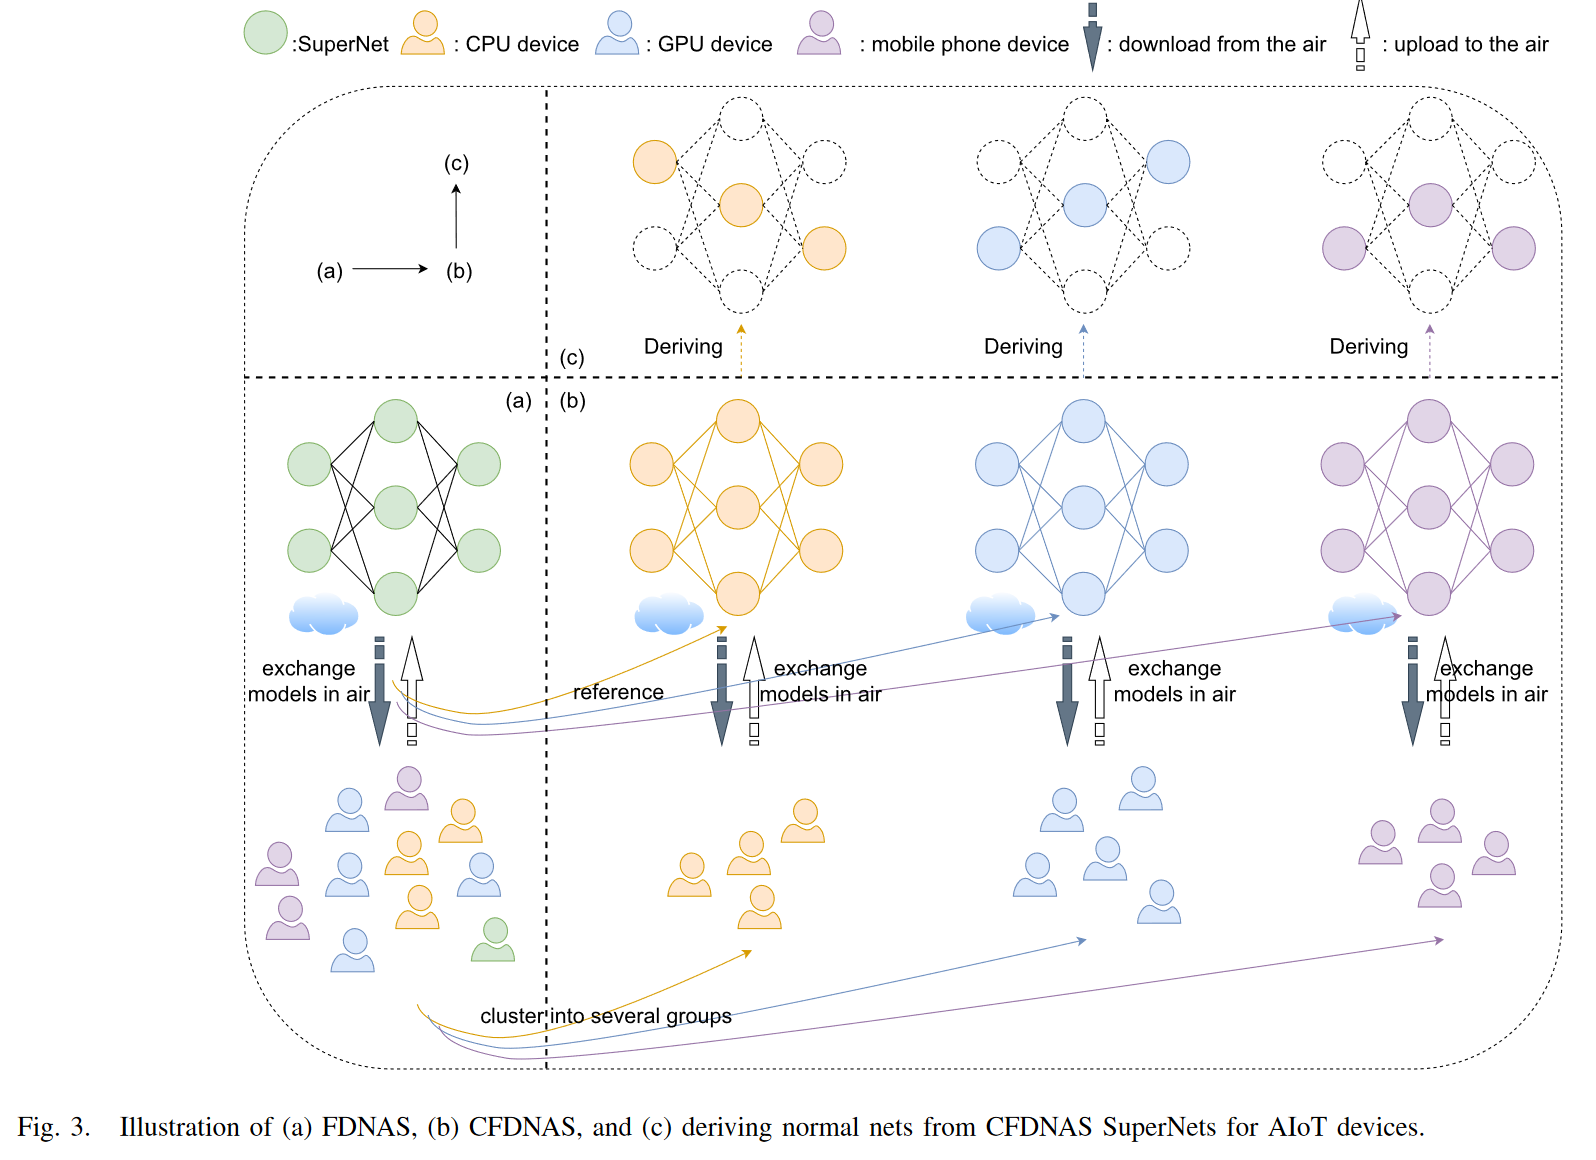 :SuperNet : CPU device : GPU device : mobile phone device : download from the air : upload to the air
(c)
(a) (b)
Deriving Deriving Deriving
(c)
(a) (b)
exchange
models in air
reference
exchange
models in air
exchange
models in air
exchange
models in air
cluster into several groups
Fig. 3. Illustration of (a) FDNAS, (b) CFDNAS, and (c) deriving normal nets from CFDNAS SuperNets for AIoT devices.